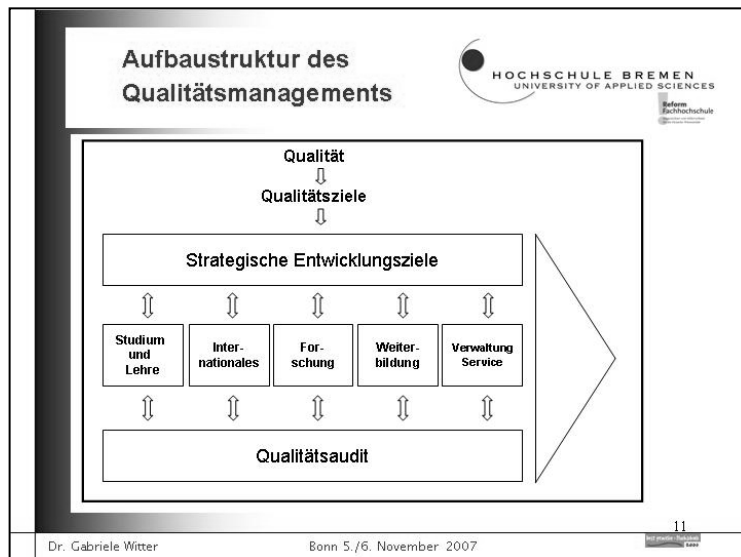 Aufbaustruktur des
Qualitätsmanagements
HOCHSCHULE BREMEN
UNIVERSITY OF APPLIED SCIENCES
Reform
Fachhochschule
Qualität
Qualitätsziele
Strategische Entwicklungsziele
Studium
und
Lehre
Inter-
nationales
For-
schung
Weiter-
bildung
Verwaltung
Service
Qualitätsaudit
11
Dr. Gabriele Witter
Bonn 5./6. November 2007